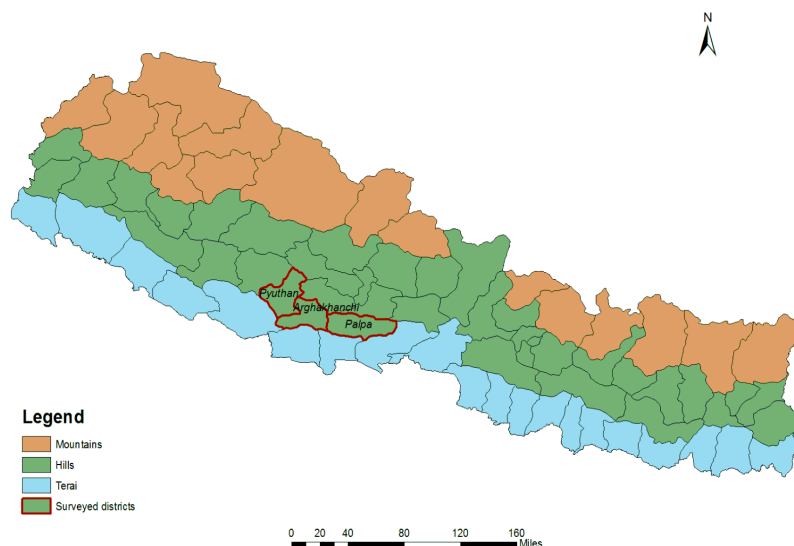 N
Pyuthan
Arghakhanchi
Palpa
Legend
Mountains
Hills
Terai
Surveyed districts
0 20 40 80 120 160
Miles